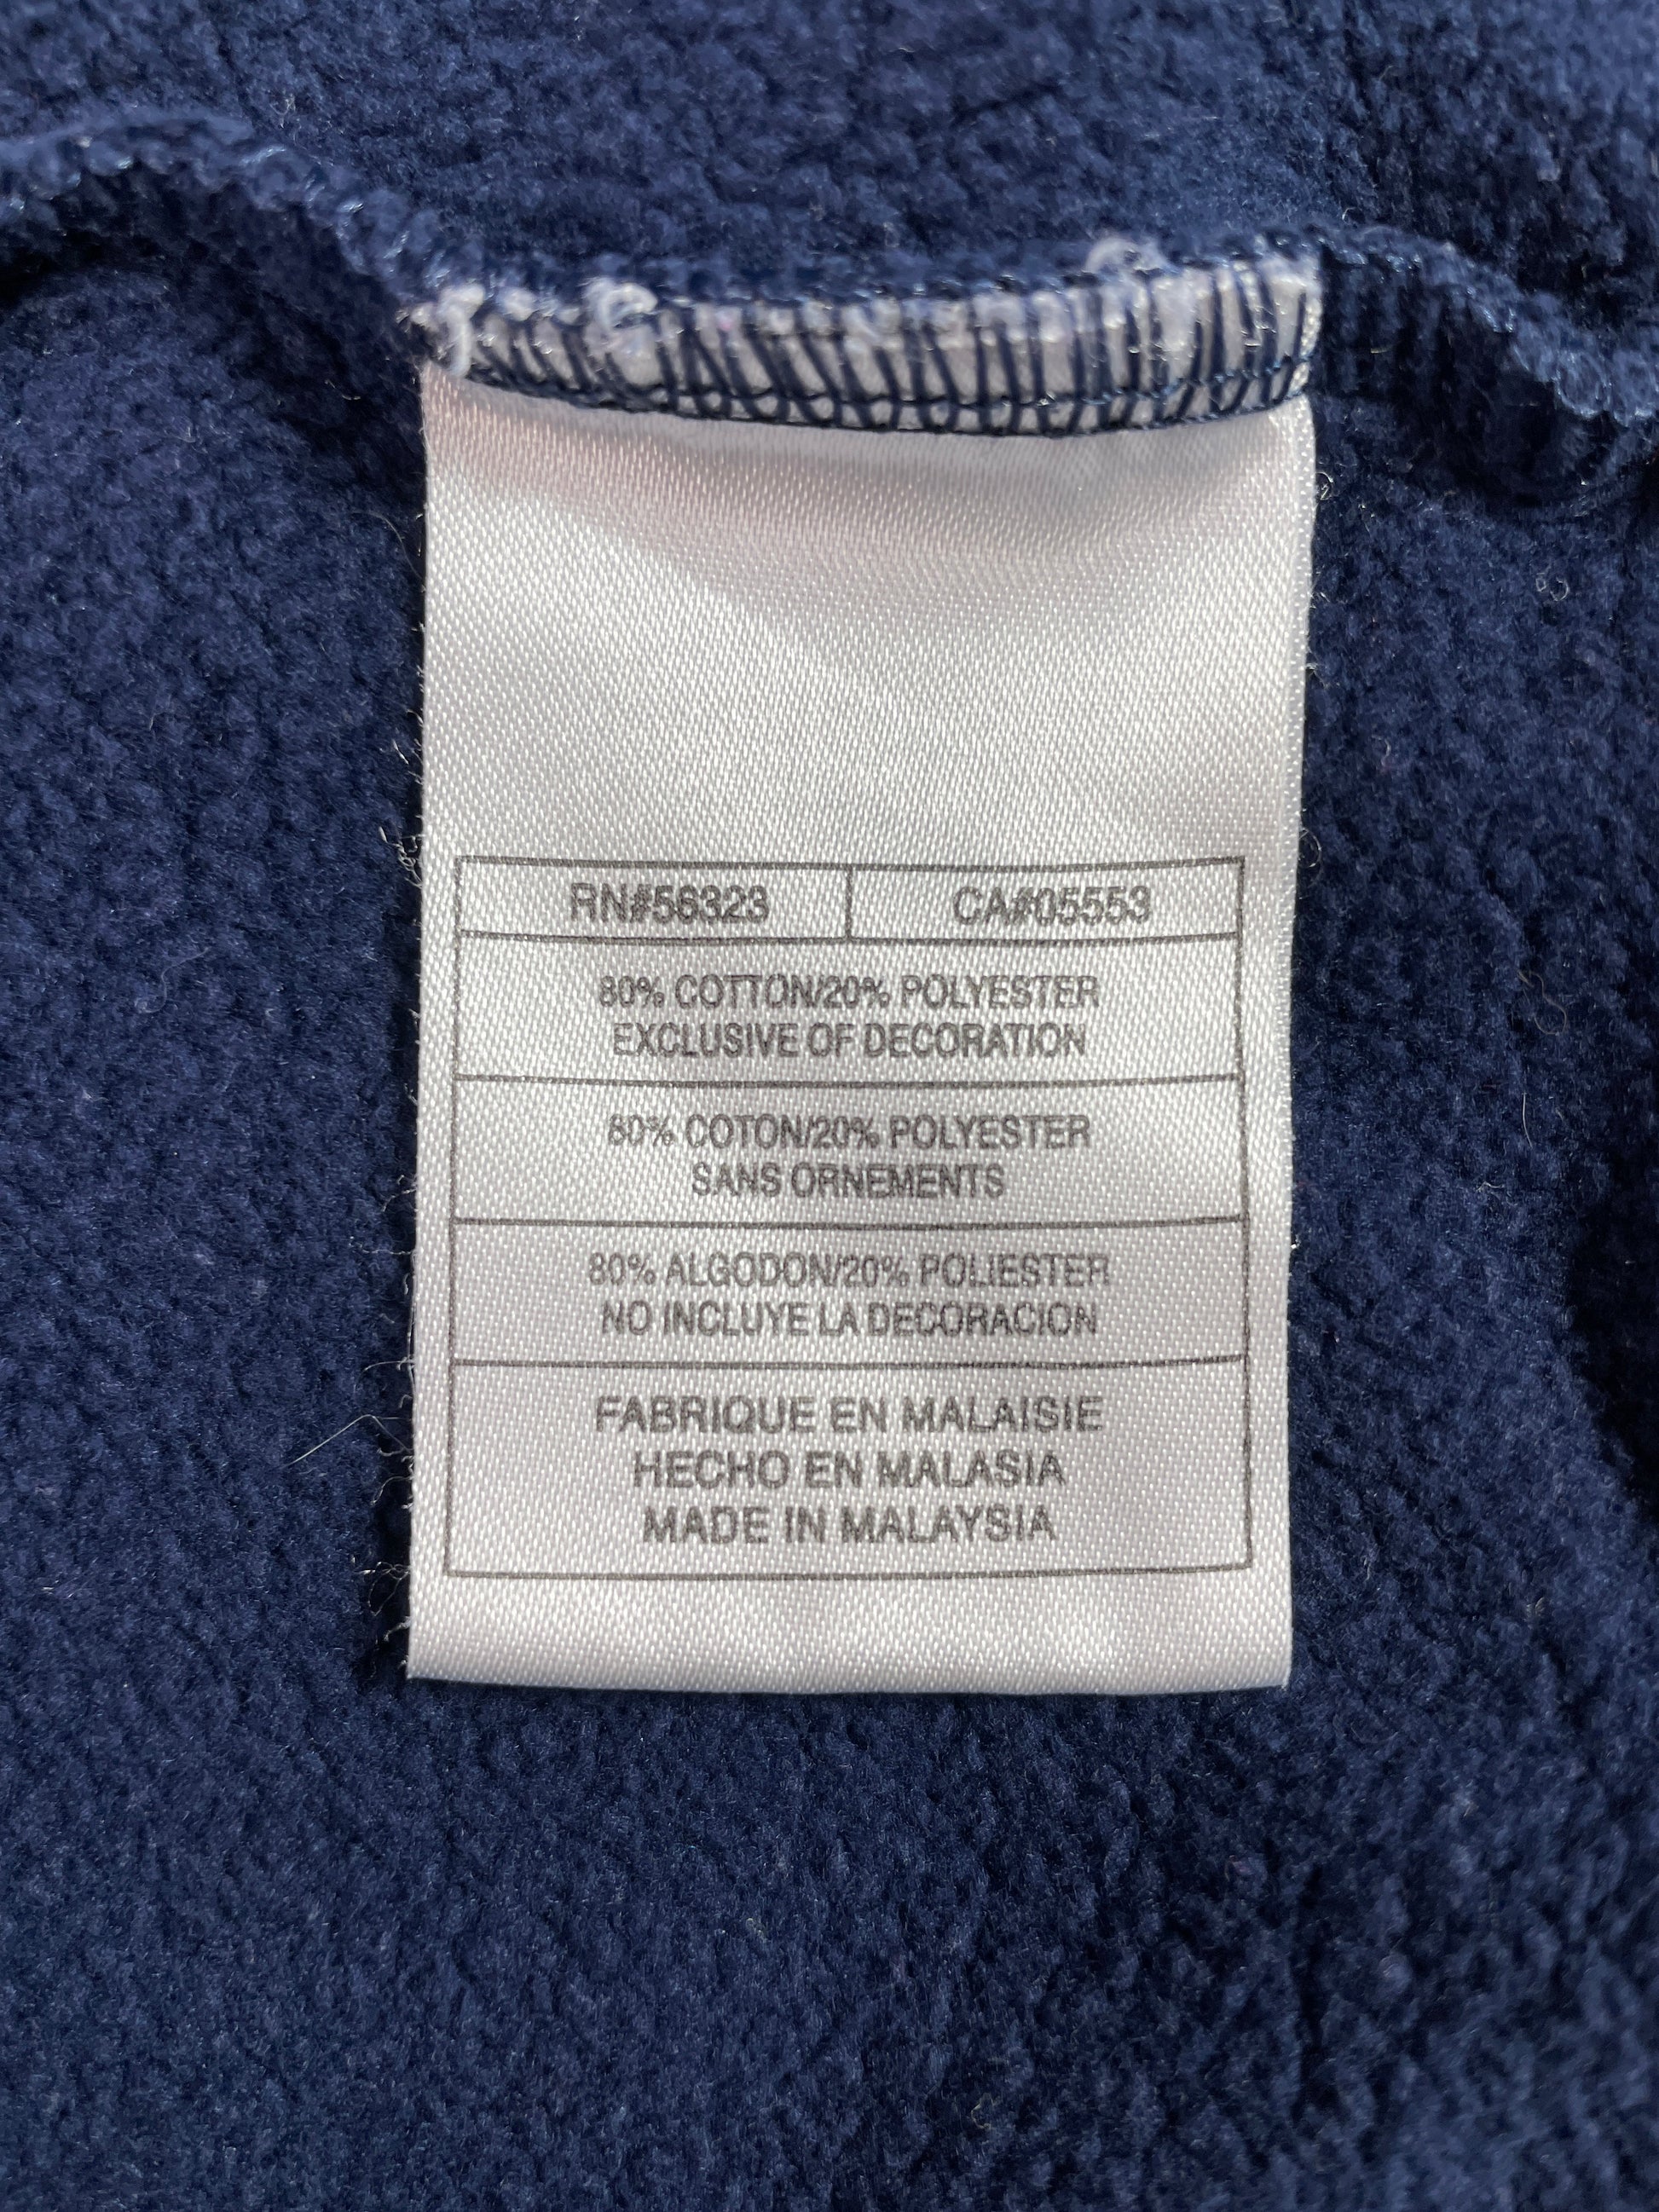 RN#56323 CA#05553
80% COTTON/20% POLYESTER
EXCLUSIVE OF DECORATION
80% COTON/20% POLYESTER
SANS ORNEMENTS
80% ALGODON/20% POLIESTER
NO INCLUYE LA DECORACION
FABRIQUE EN MALAISIE
HECHO EN MALASIA
MADE IN MALAYSIA